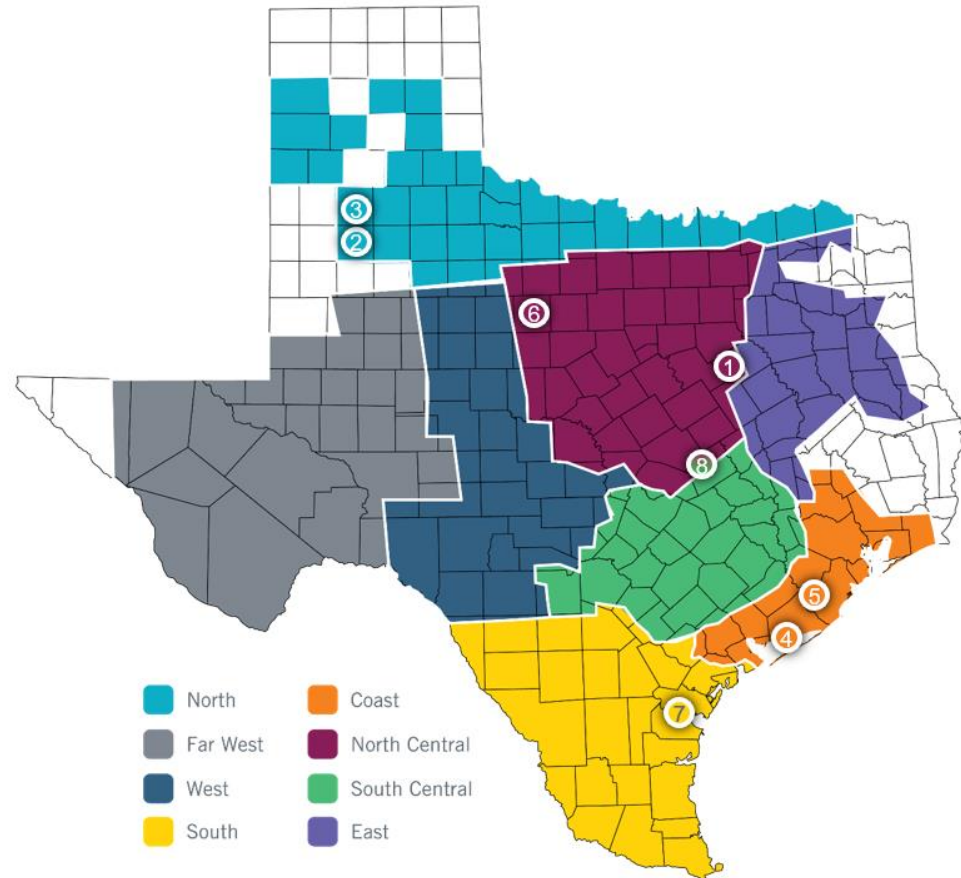 3
2
6
1
8
5
4
7
North
Coast
Far West
North Central
West
South Central
South
East